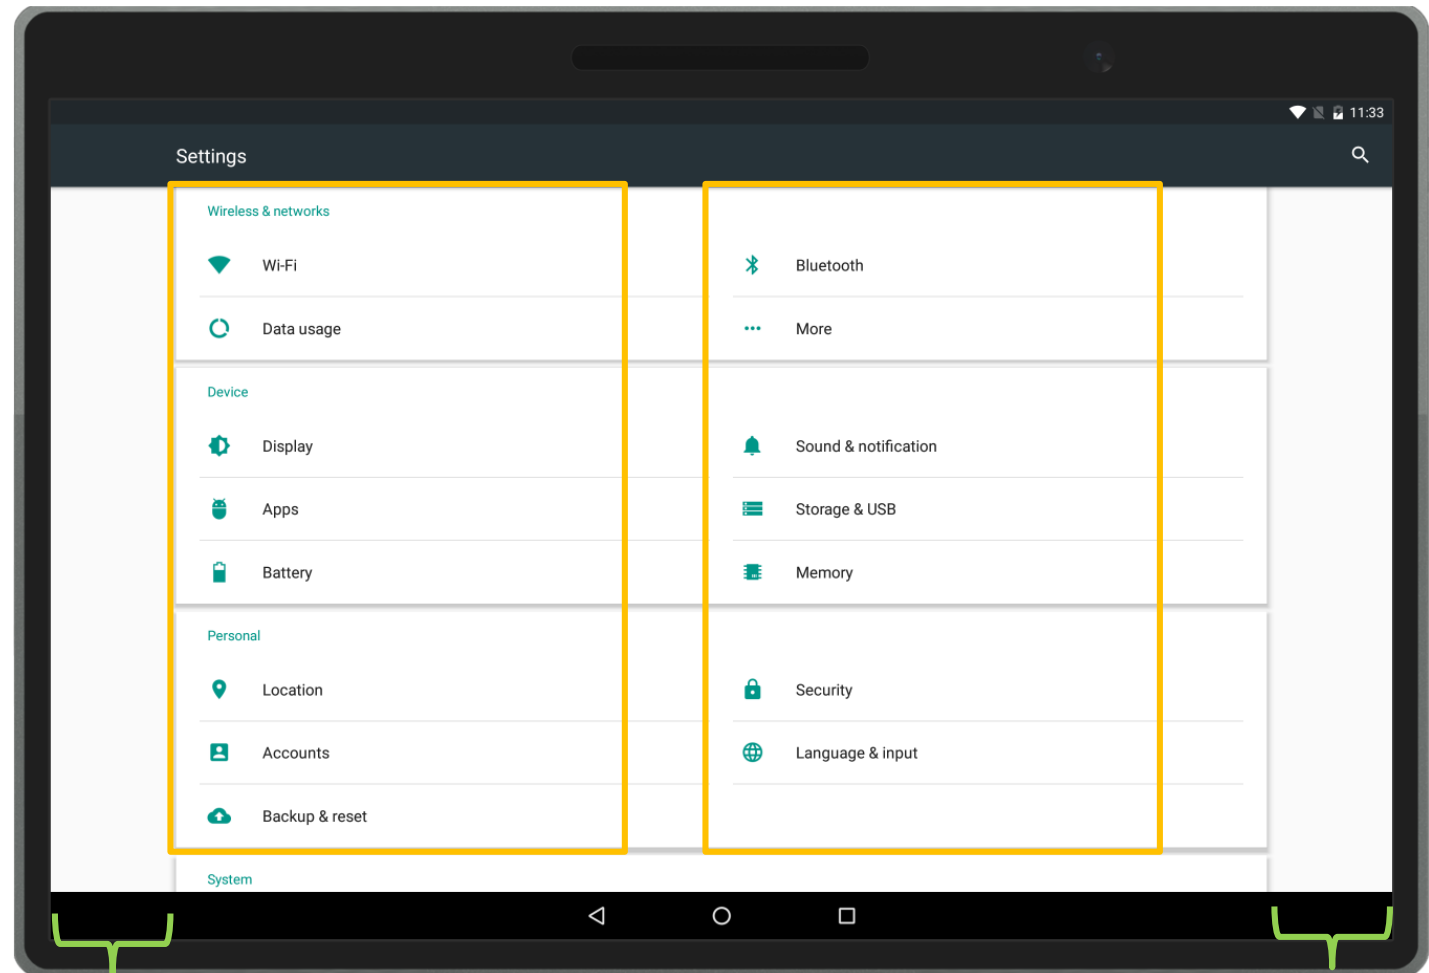 11:33
Settings
Wireless & networks
Wi-Fi
Bluetooth
Data usage
More
Device
Display
Sound & notification
Apps
Storage & USB
Battery
Memory
Personal
Location
Security
Accounts
Language & input
Backup & reset
System